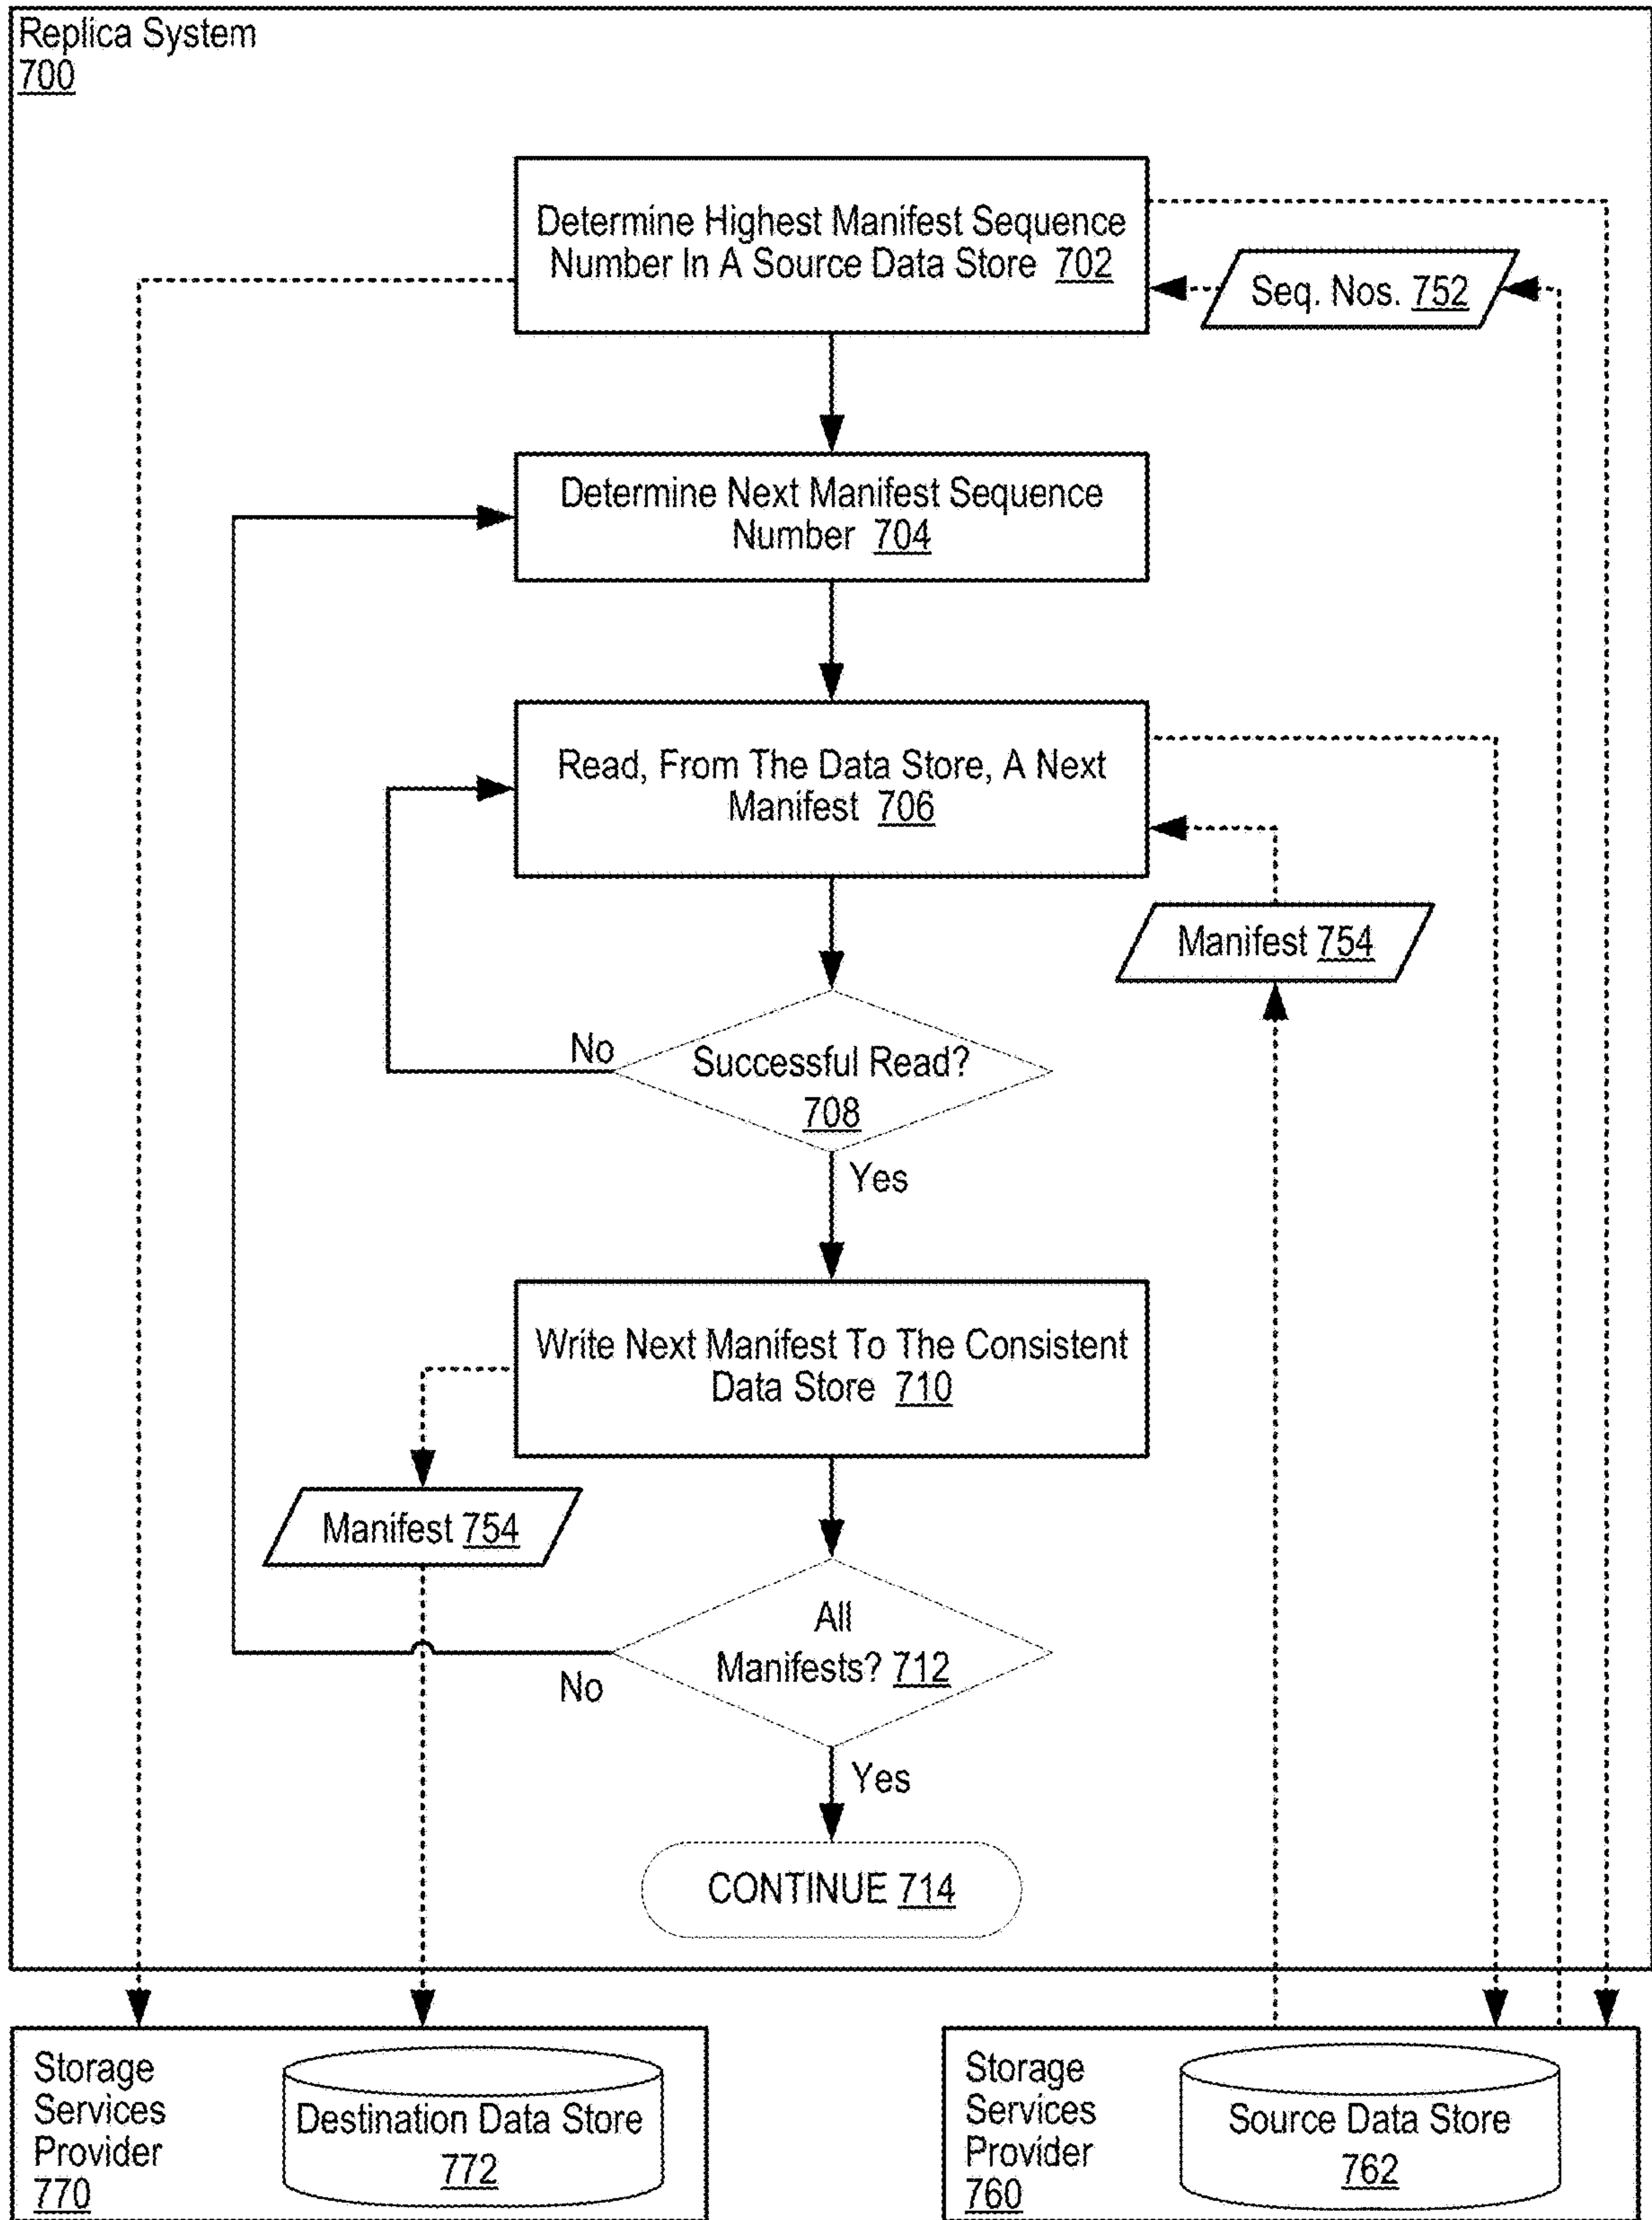 Replica System
700
Determine Highest Manifest Sequence
Number In A Source Data Store 702
Seq. Nos. 752
Determine Next Manifest Sequence
Number 704
Read, From The Data Store, A Next
Manifest 706
Manifest 754
No
Successful Read?
708
Yes
Write Next Manifest To The Consistent
Data Store 710
Manifest 754
All
Manifests? 712
No
Yes
CONTINUE 714
Storage
Services
Provider
770
Destination Data Store
772
Storage
Services
Provider
760
Source Data Store
762